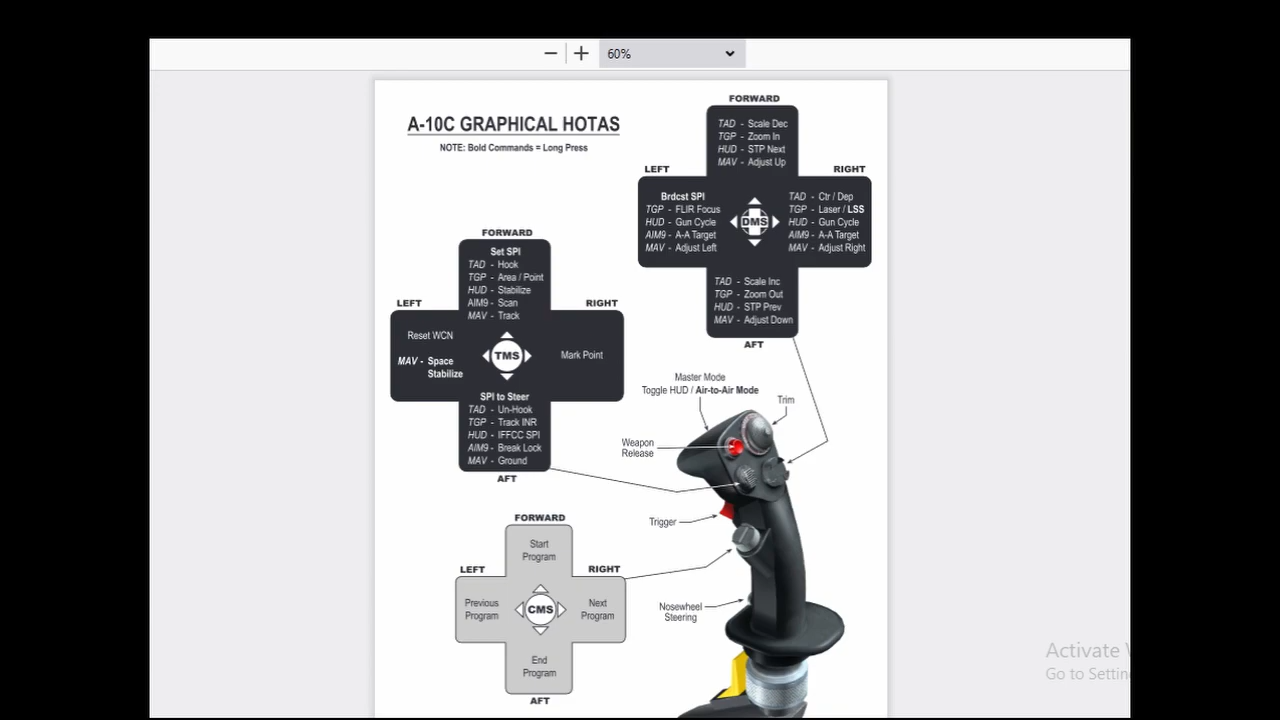 60%
A-10C GRAPHICAL HOTAS
NOTE: Bold Commands = Long Press
FORWARD
TAD - Scale Dec
TGP - Zoom In
HUD - STP Next
MAV - Adjust Up
LEFT
Brdcst SPI
TGP - FLIR Focus
HUD - Gun Cycle
AIM9 - A-A Target
MAV - Adjust Left
DMS
RIGHT
TAD - Ctr / Dep
TGP - Laser / LSS
HUD - Gun Cycle
AIM9 - A-A Target
MAV - Adjust Right
TAD - Scale Inc
TGP - Zoom Out
HUD - STP Prev
MAV - Adjust Down
AFT
FORWARD
Set SPI
TAD - Hook
TGP - Area / Point
HUD - Stabilize
AIM9 - Scan
MAV - Track
LEFT
Reset WCN
MAV - Space
Stabilize
TMS
RIGHT
Mark Point
SPI to Steer
TAD - Un-Hook
TGP - Track INR
HUD - IFFCC SPI
AIM9 - Break Lock
MAV - Ground
AFT
Master Mode
Toggle HUD / Air-to-Air Mode
Trim
Weapon
Release
Trigger
Nosewheel
Steering
FORWARD
Start
Program
LEFT
Previous
Program
CMS
RIGHT
Next
Program
End
Program
AFT
Activate
Go to